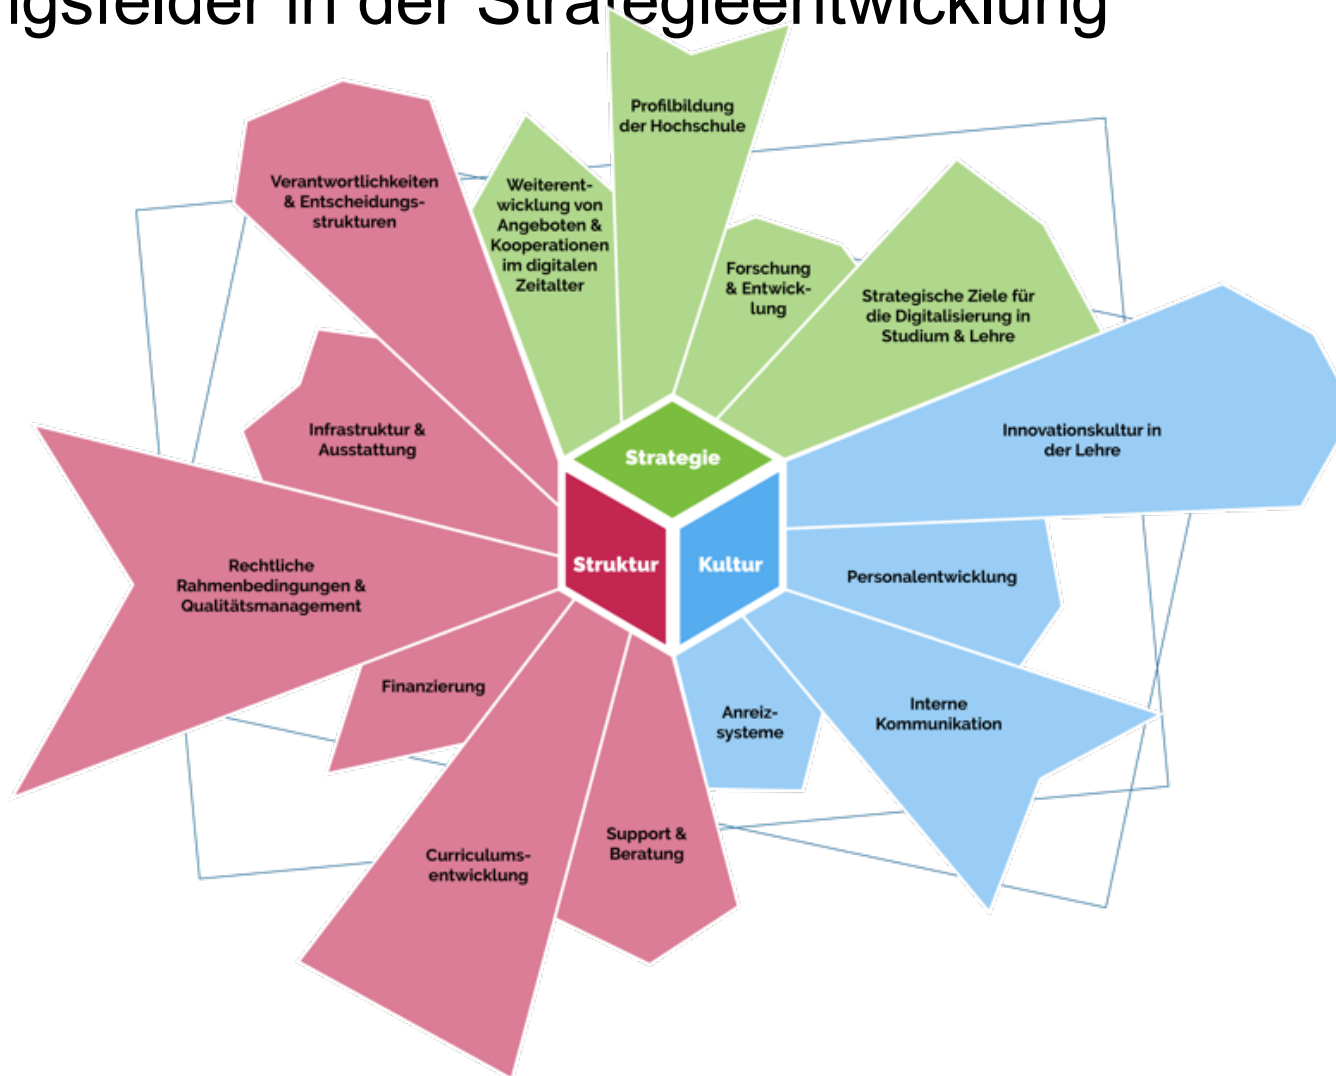 in der Strategieentwicklung
Profilbildung
der Hochschule
Verantwortlichkeiten
& Entscheidungs-
strukturen
Weiterent-
wicklung von
Angeboten &
Kooperationen
im digitalen
Zeitalter
Forschung
& Entwick-
lung
Strategische Ziele für
die Digitalisierung in
Studium & Lehre
Infrastruktur &
Ausstattung
Innovationskultur in
der Lehre
Strategie
Struktur
Kultur
Rechtliche
Rahmenbedingungen &
Qualitätsmanagement
Personalentwicklung
Finanzierung
Anreiz-
systeme
Interne
Kommunikation
Support &
Beratung
Curriculums-
entwicklung